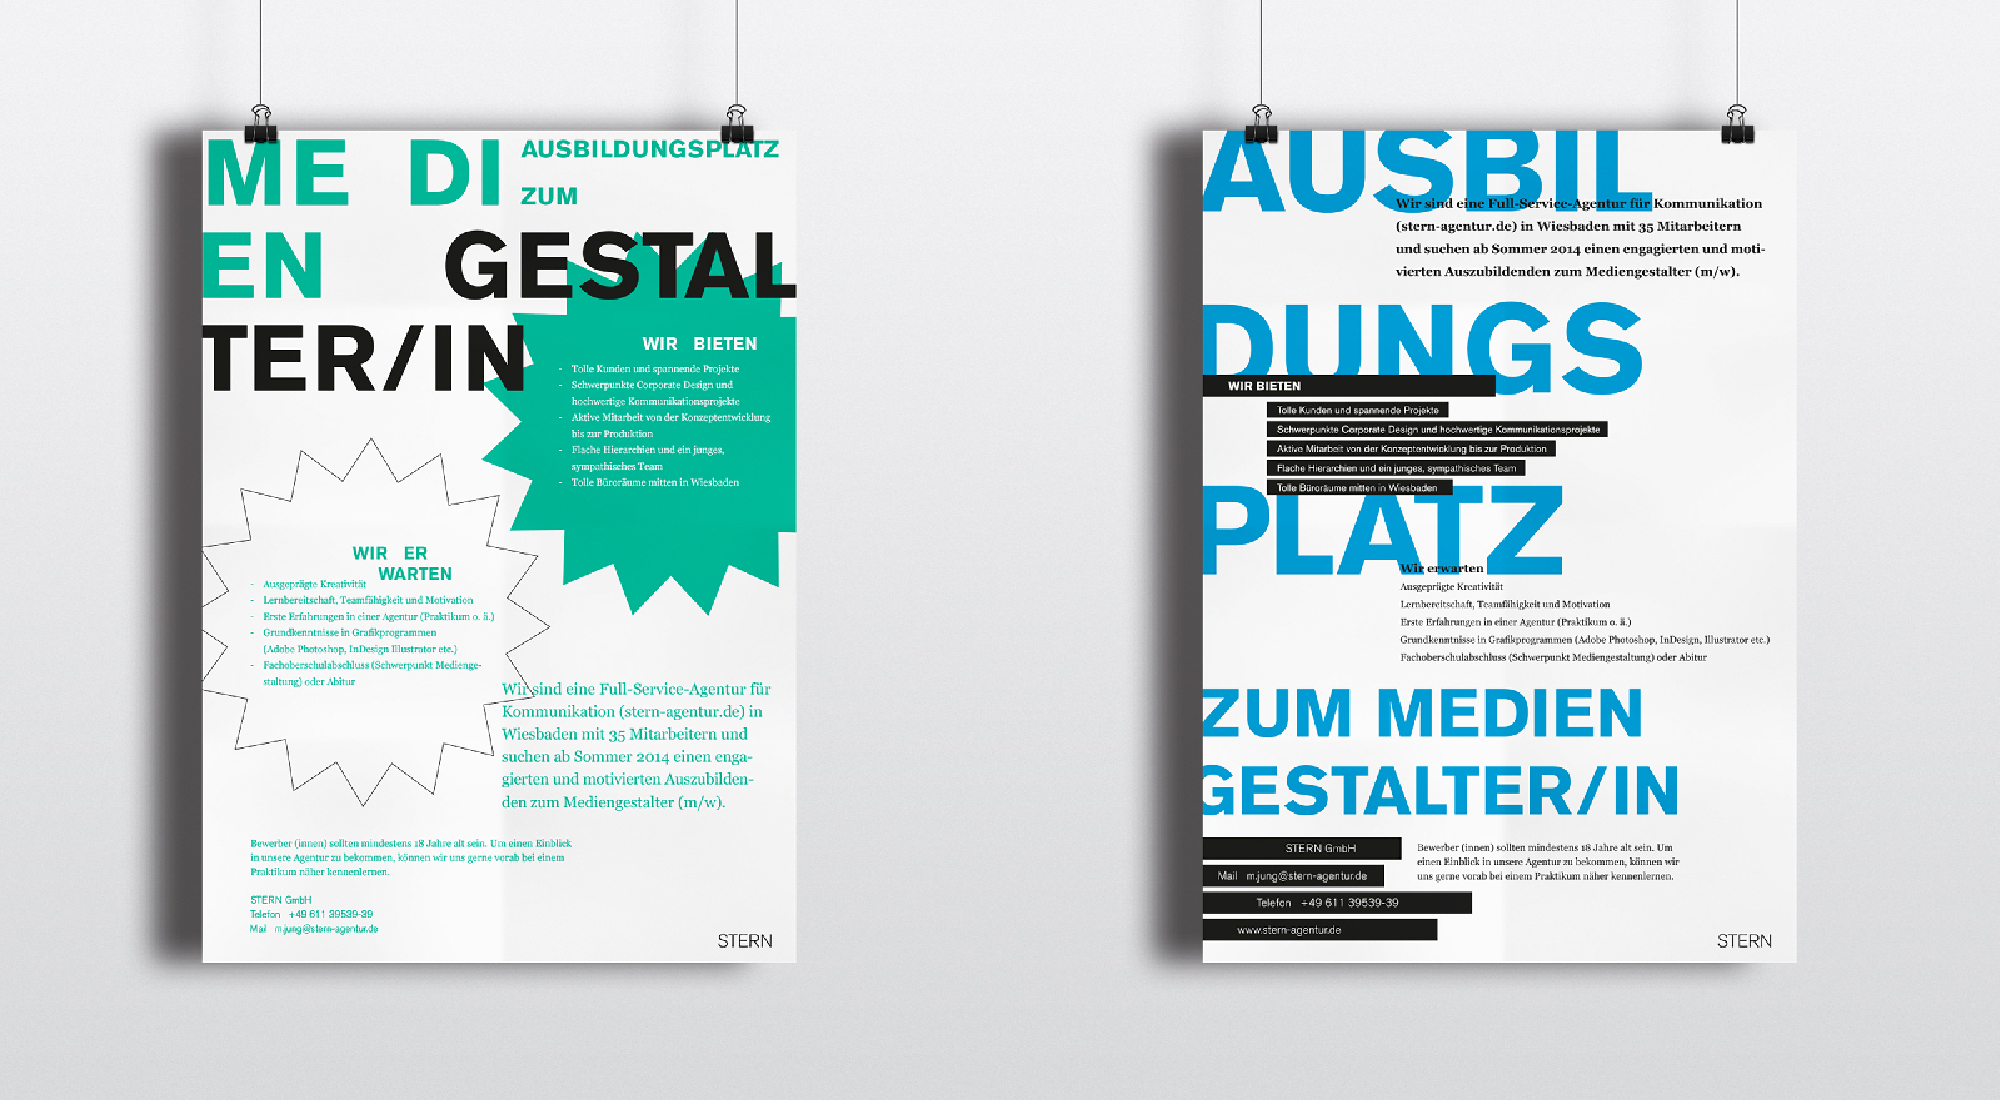 ME DI AUSBILDUNGSPLATZ
ZUM
EN GESTAL
TER/IN
WIR BIETEN
- Tolle Kunden und spannende Projekte
- Schwerpunkte Corporate Design und
hochwertige Kommunikationsprojekte
- Aktive Mitarbeit von der Konzeptentwicklung
bis zur Produktion
- Flache Hierarchien und ein junges,
sympathisches Team
- Tolle Büroräume mitten in Wiesbaden
WIR ER
WARTEN
- Ausgeprägte Kreativität
- Lernbereitschaft, Teamfähigkeit und Motivation
- Erste Erfahrungen in einer Agentur (Praktikum o. ä.)
- Grundkenntnisse in Grafikprogrammen
(Adobe Photoshop, InDesign Illustrator etc.)
- Fachoberschulabschluss (Schwerpunkt Medienge-
staltung) oder Abitur
Wir sind eine Full-Service-Agentur für
Kommunikation (stern-agentur.de) in
Wiesbaden mit 35 Mitarbeitern und
suchen ab Sommer 2014 einen enga-
gierten und motivierten Auszubilden-
den zum Mediengestalter (m/w).
Bewerber (innen) sollten mindestens 18 Jahre alt sein. Um einen Einblick
in unsere Agentur zu bekommen, können wir uns gerne vorab bei einem
Praktikum näher kennenlernen.
STERN GmbH
Telefon +49 611 39539-39
Mail m.jung@stern-agentur.de
STERN
AUSBIL
Wir sind eine Full-Service-Agentur für Kommunikation
(stern-agentur.de) in Wiesbaden mit 35 Mitarbeitern
und suchen ab Sommer 2014 einen engagierten und moti-
vierten Auszubildenden zum Mediengestalter (m/w).
DUNGS
WIR BIETEN
Tolle Kunden und spannende Projekte
Schwerpunkte Corporate Design und hochwertige Kommunikationsprojekte
Aktive Mitarbeit von der Konzeptentwicklung bis zur Produktion
Flache Hierarchien und ein junges, sympathisches Team
Tolle Büroräume mitten in Wiesbaden
PLATZ
Wir erwarten
Ausgeprägte Kreativität
Lernbereitschaft, Teamfähigkeit und Motivation
Erste Erfahrungen in einer Agentur (Praktikum o. ä.)
Grundkenntnisse in Grafikprogrammen (Adobe Photoshop, InDesign, Illustrator etc.)
Fachoberschulabschluss (Schwerpunkt Mediengestaltung) oder Abitur
ZUM MEDIEN
GESTALTER/IN
STERN GmbH
Mail m.jung@stern-agentur.de
Telefon +49 611 39539-39
www.stern-agentur.de
Bewerber (innen) sollten mindestens 18 Jahre alt sein. Um
einen Einblick in unsere Agentur zu bekommen, können wir
uns gerne vorab bei einem Praktikum näher kennenlernen.
STERN